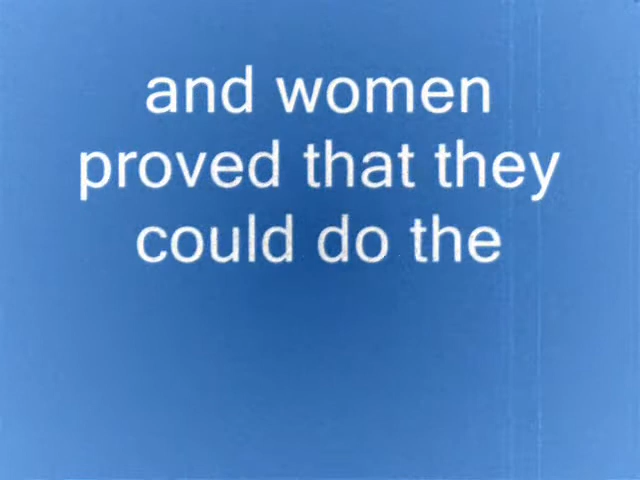 and women
proved that they
could do the